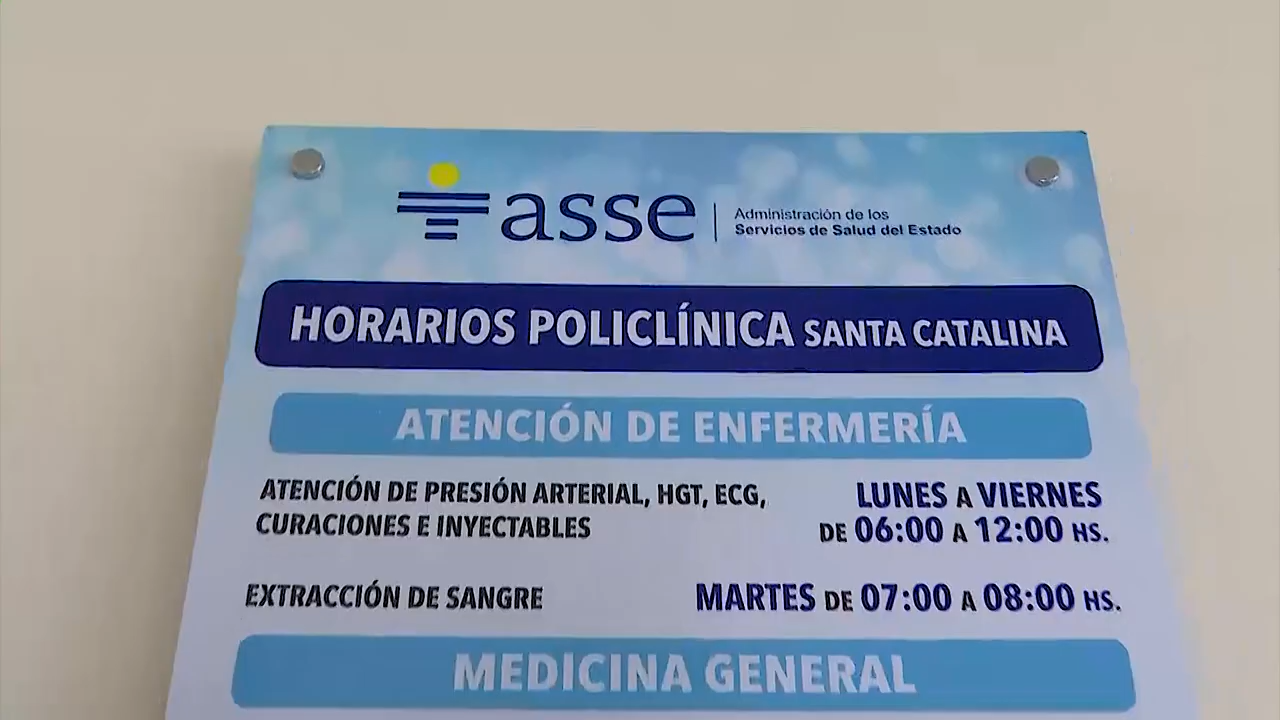 asse
Administración de los
Servicios de Salud del Estado
HORARIOS POLICLÍNICA SANTA CATALINA
ATENCIÓN DE ENFERMERÍA
ATENCIÓN DE PRESIÓN ARTERIAL, HGT, ECG,
CURACIONES E INYECTABLES
LUNES A VIERNES
DE 06:00 A 12:00 HS.
EXTRACCIÓN DE SANGRE
MARTES DE 07:00 A 08:00 HS.
MEDICINA GENERAL